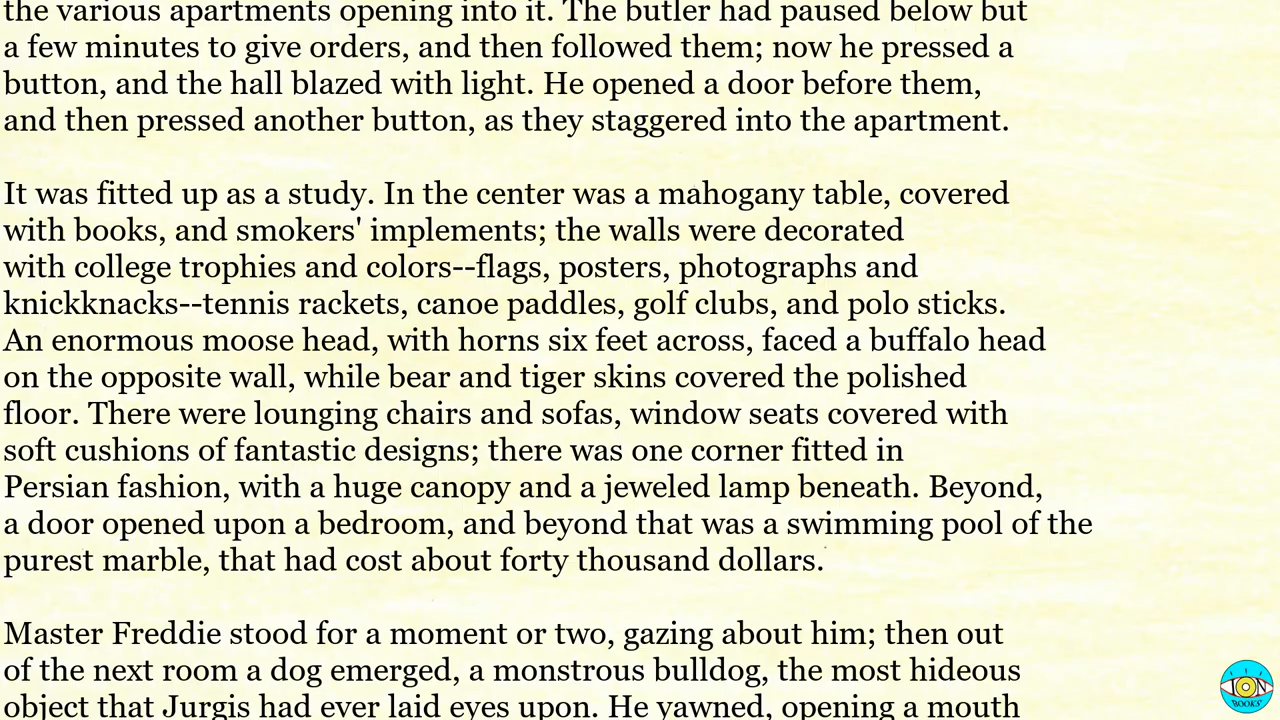 the various apartments opening into it. The butler had paused below but
a few minutes to give orders, and then followed them; now he pressed a
button, and the hall blazed with light. He opened a door before them,
and then pressed another button, as they staggered into the apartment.
It was fitted up as a study. In the center was a mahogany table, covered
with books, and smokers' implements; the walls were decorated
with college trophies and colors--flags, posters, photographs and
knickknacks--tennis rackets, canoe paddles, golf clubs, and polo sticks.
An enormous moose head, with horns six feet across, faced a buffalo head
on the opposite wall, while bear and tiger skins covered the polished
floor. There were lounging chairs and sofas, window seats covered with
soft cushions of fantastic designs; there was one corner fitted in
Persian fashion, with a huge canopy and a jeweled lamp beneath. Beyond,
a door opened upon a bedroom, and beyond that was a swimming pool of the
purest marble, that had cost about forty thousand dollars.
Master Freddie stood for a moment or two, gazing about him; then out
of the next room a dog emerged, a monstrous bulldog, the most hideous
object that Jurgis had ever laid eyes upon. He yawned, opening a mouth
ION
BOOKS